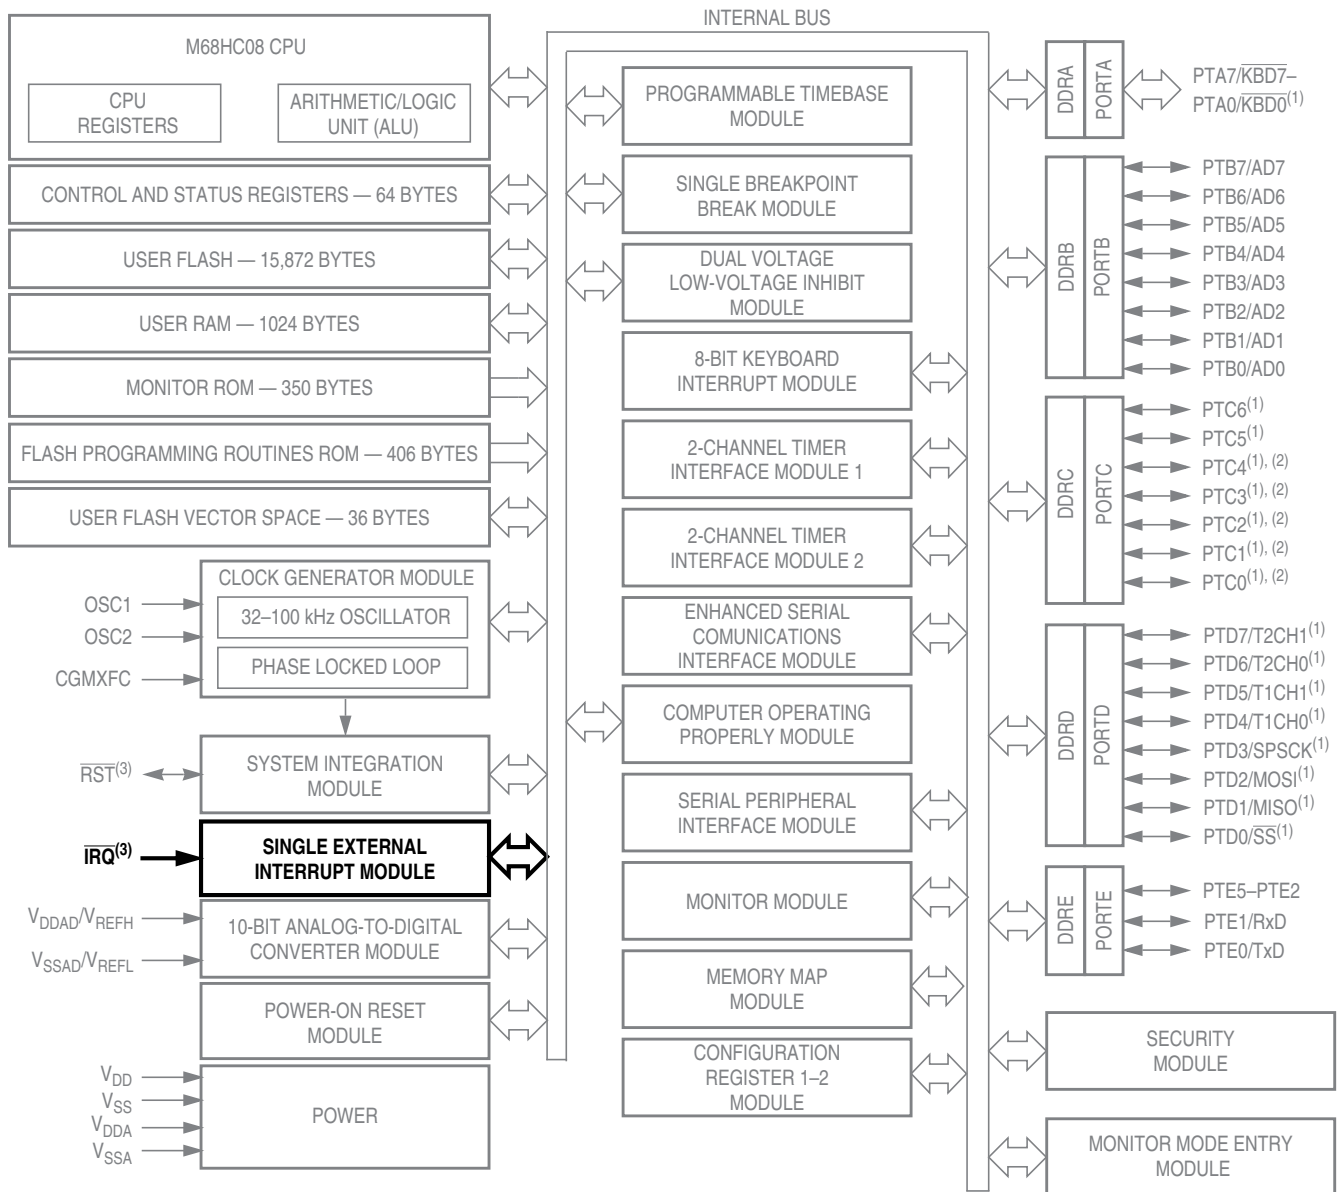 INTERNAL BUS
M68HC08 CPU
CPU
REGISTERS
ARITHMETIC/LOGIC
UNIT (ALU)
CONTROL AND STATUS REGISTERS — 64 BYTES
USER FLASH — 15,872 BYTES
USER RAM — 1024 BYTES
MONITOR ROM — 350 BYTES
FLASH PROGRAMMING ROUTINES ROM — 406 BYTES
USER FLASH VECTOR SPACE — 36 BYTES
CLOCK GENERATOR MODULE
32–100 kHz OSCILLATOR
PHASE LOCKED LOOP
OSC1
OSC2
CGMXFC
SYSTEM INTEGRATION
MODULE
RST(3)
SINGLE EXTERNAL
INTERRUPT MODULE
IRQ(3)
10-BIT ANALOG-TO-DIGITAL
CONVERTER MODULE
VDDAD/VREFH
VSSAD/VREFL
POWER-ON RESET
MODULE
POWER
VDD
VSS
VDDA
VSSA
PROGRAMMABLE TIMEBASE
MODULE
SINGLE BREAKPOINT
BREAK MODULE
DUAL VOLTAGE
LOW-VOLTAGE INHIBIT
MODULE
8-BIT KEYBOARD
INTERRUPT MODULE
2-CHANNEL TIMER
INTERFACE MODULE 1
2-CHANNEL TIMER
INTERFACE MODULE 2
ENHANCED SERIAL
COMUNICATIONS
INTERFACE MODULE
COMPUTER OPERATING
PROPERLY MODULE
SERIAL PERIPHERAL
INTERFACE MODULE
MONITOR MODULE
MEMORY MAP
MODULE
CONFIGURATION
REGISTER 1–2
MODULE
DDRA
PORTA
PTA7/KBD7–
PTA0/KBD0(1)
DDRB
PORTB
PTB7/AD7
PTB6/AD6
PTB5/AD5
PTB4/AD4
PTB3/AD3
PTB2/AD2
PTB1/AD1
PTB0/AD0
DDRC
PORTC
PTC6(1)
PTC5(1)
PTC4(1), (2)
PTC3(1), (2)
PTC2(1), (2)
PTC1(1), (2)
PTC0(1), (2)
DDRD
PORTD
PTD7/T2CH1(1)
PTD6/T2CH0(1)
PTD5/T1CH1(1)
PTD4/T1CH0(1)
PTD3/SPSCK(1)
PTD2/MOSI(1)
PTD1/MISO(1)
PTD0/SS(1)
DDRE
PORTE
PTE5–PTE2
PTE1/RxD
PTE0/TxD
SECURITY
MODULE
MONITOR MODE ENTRY
MODULE